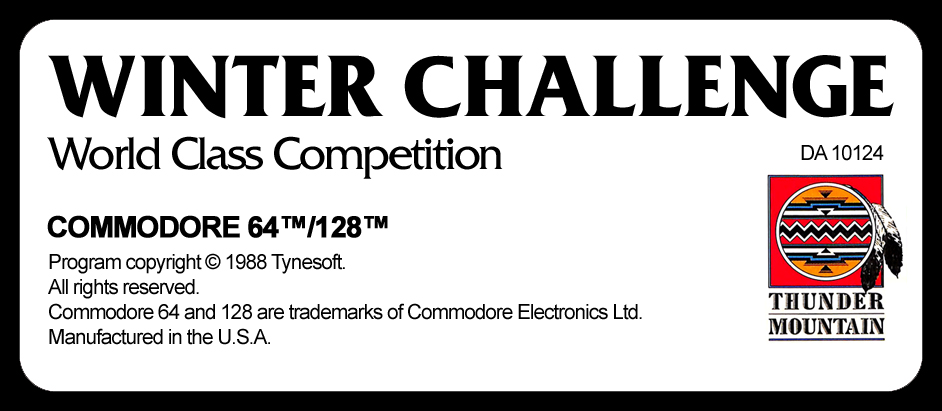 WINTER CHALLENGE
World Class Competition
DA 10124
COMMODORE 64™/128™
Program copyright © 1988 Tynesoft.
All rights reserved.
Commodore 64 and 128 are trademarks of Commodore Electronics Ltd.
Manufactured in the U.S.A.
THUNDER
MOUNTAIN